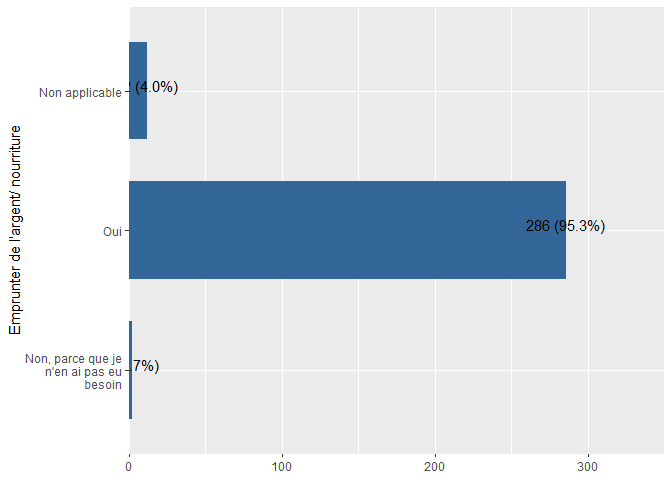 Emprunter de l'argent/ nourriture
Non applicable
(4.0%)
Oui
286 (95.3%)
Non, parce que je
n'en ai pas eu
besoin
7%)
0
100
200
300